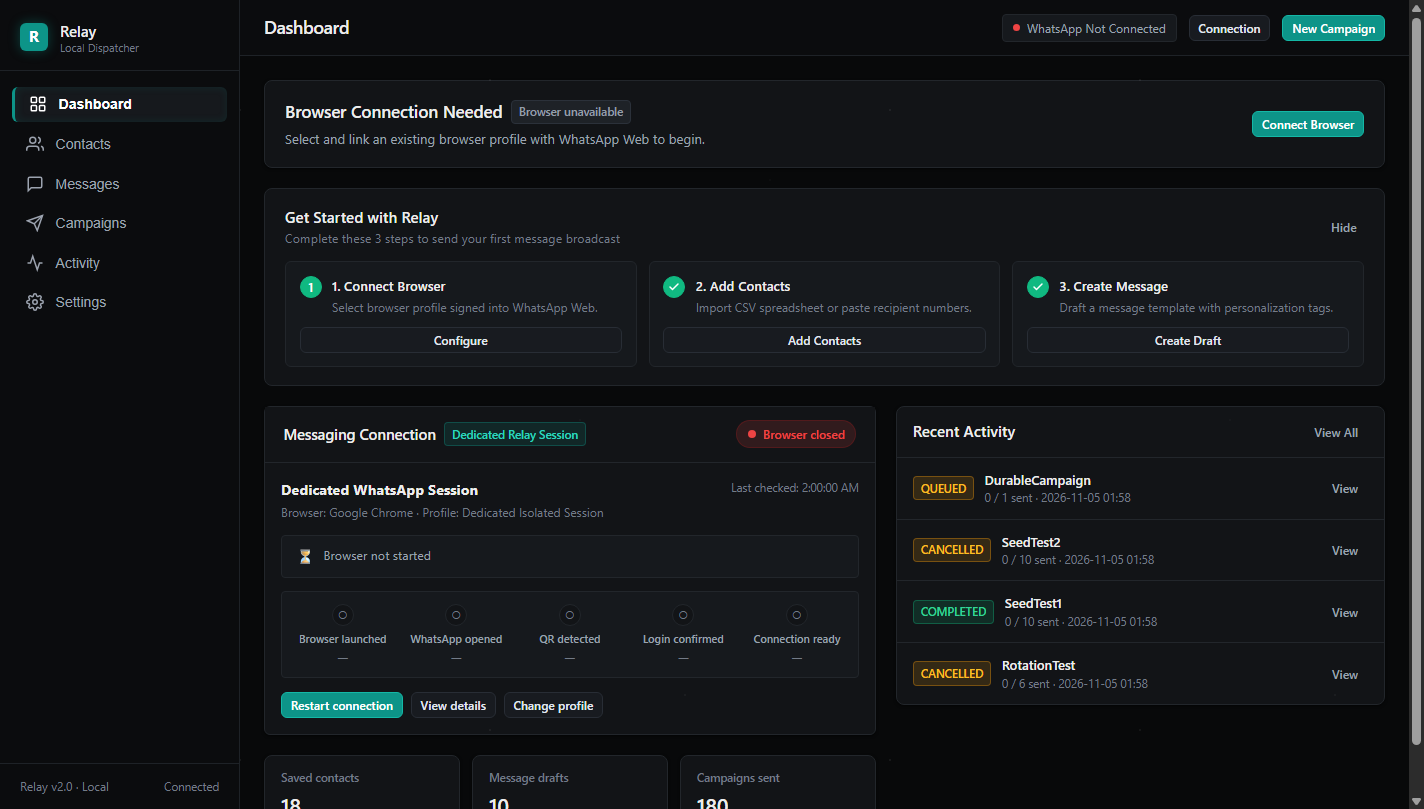 R
Relay
Local Dispatcher
Dashboard
Contacts
Messages
Campaigns
Activity
Settings
Relay v2.0 · Local
Connected
Dashboard
WhatsApp Not Connected
Connection
New Campaign
Browser Connection Needed
Browser unavailable
Select and link an existing browser profile with WhatsApp Web to begin.
Connect Browser
Get Started with Relay
Complete these 3 steps to send your first message broadcast
Hide
1
1. Connect Browser
Select browser profile signed into WhatsApp Web.
Configure
2. Add Contacts
Import CSV spreadsheet or paste recipient numbers.
Add Contacts
3. Create Message
Draft a message template with personalization tags.
Create Draft
Messaging Connection
Dedicated Relay Session
Browser closed
Dedicated WhatsApp Session
Last checked: 2:00:00 AM
Browser: Google Chrome · Profile: Dedicated Isolated Session
Browser not started
Browser launched
—
WhatsApp opened
—
QR detected
—
Login confirmed
—
Connection ready
—
Restart connection
View details
Change profile
Recent Activity
View All
QUEUED
DurableCampaign
0 / 1 sent · 2026-11-05 01:58
View
CANCELLED
SeedTest2
0 / 10 sent · 2026-11-05 01:58
View
COMPLETED
SeedTest1
0 / 10 sent · 2026-11-05 01:58
View
CANCELLED
RotationTest
0 / 6 sent · 2026-11-05 01:58
View
Saved contacts
18
Message drafts
10
Campaigns sent
180